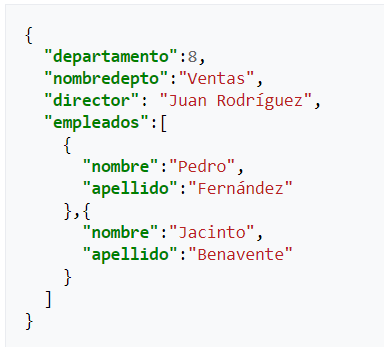 {
  "departamento":8,
  "nombredepto":"Ventas",
  "director": "Juan Rodríguez",
  "empleados":[
    {
      "nombre":"Pedro",
      "apellido":"Fernández"
    },{
      "nombre":"Jacinto",
      "apellido":"Benavente"
    }
  ]
}